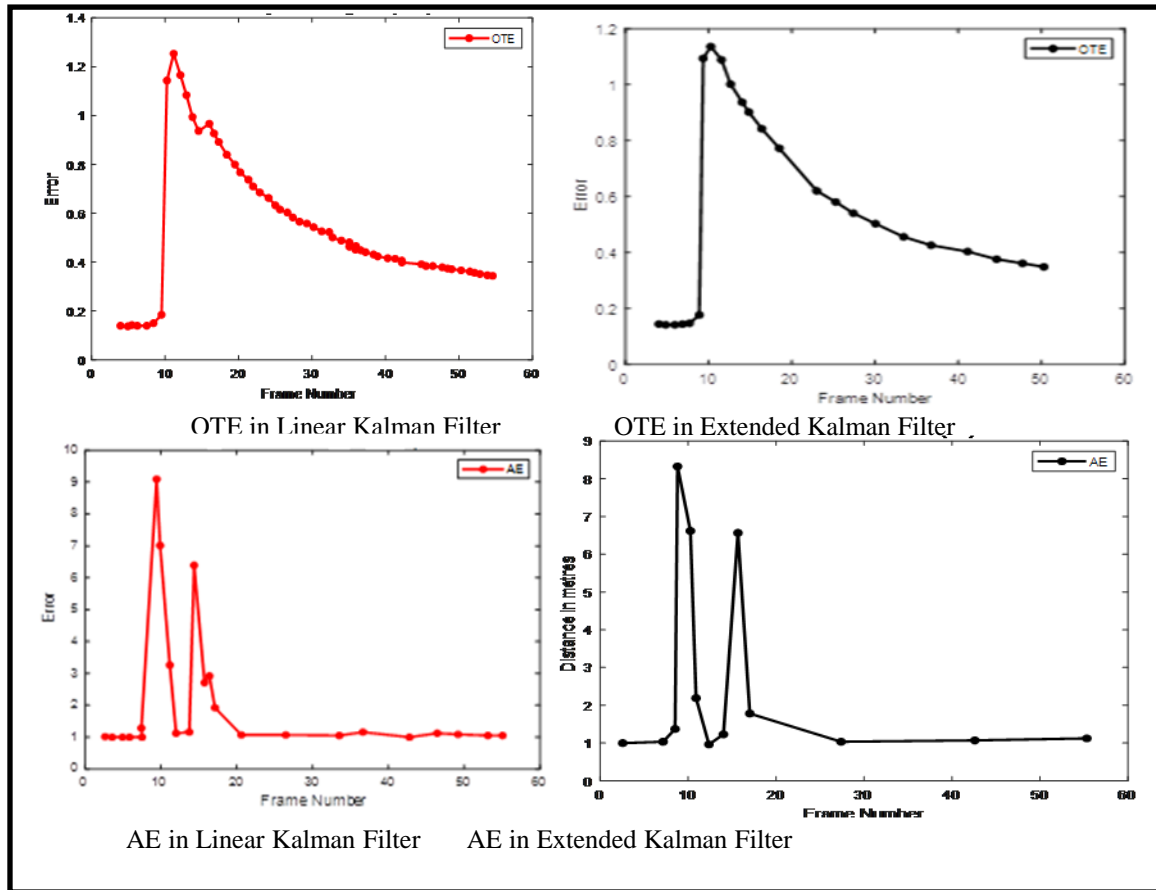 1.4
1.2
1
0.8
0.6
0.4
0.2
0
Error
OTE
0 10 20 30 40 50 60
Frame Number
OTE in Linear Kalman Filter
1.2
1
0.8
0.6
0.4
0.2
0
Error
OTE
0 10 20 30 40 50 60
Frame Number
OTE in Extended Kalman Filter
10
9
8
7
6
5
4
3
2
1
0
Error
AE
0 10 20 30 40 50 60
Frame Number
AE in Linear Kalman Filter
9
8
7
6
5
4
3
2
1
0
Distance in metres
AE
0 10 20 30 40 50 60
Frame Number
AE in Extended Kalman Filter